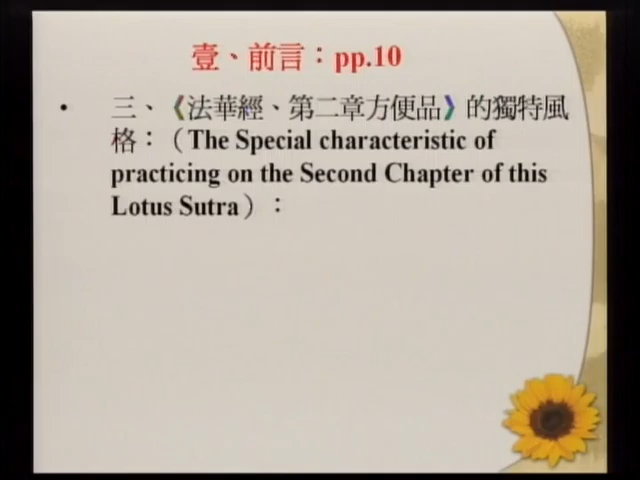 壹、前言：pp.10
• 三、《法華經、第二章方便品》的獨特風
格：（The Special characteristic of
practicing on the Second Chapter of this
Lotus Sutra）：